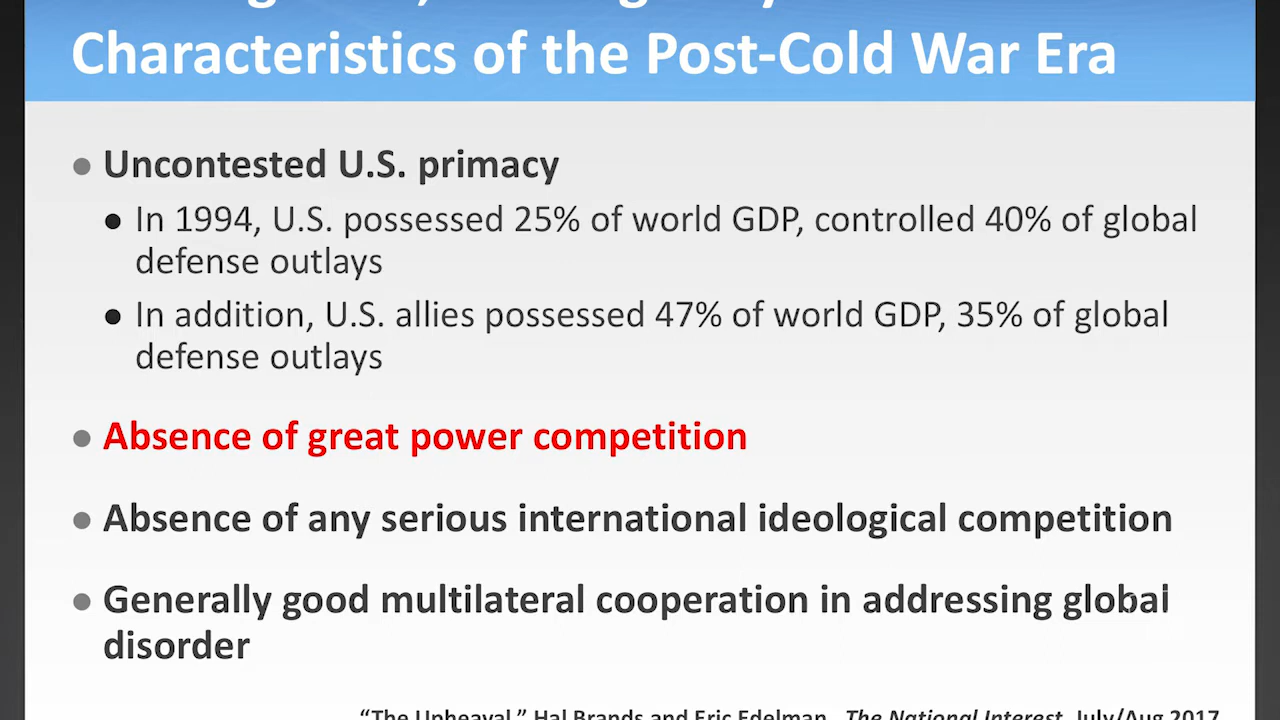 Characteristics of the Post-Cold War Era
● Uncontested U.S. primacy
● In 1994, U.S. possessed 25% of world GDP, controlled 40% of global
defense outlays
● In addition, U.S. allies possessed 47% of world GDP, 35% of global
defense outlays
● Absence of great power competition
● Absence of any serious international ideological competition
● Generally good multilateral cooperation in addressing global
disorder
“The Upheaval,” Hal Brands and Eric Edelman, The National Interest, July/Aug 2017